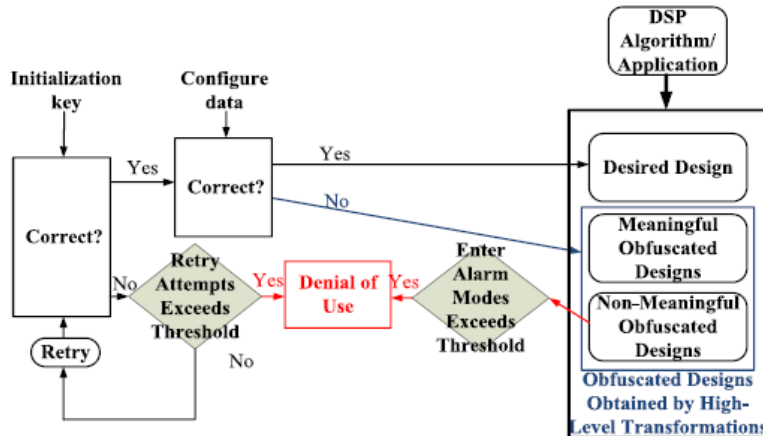 DSP
Algorithm/
Application
Initialization
key
Configure
data
Yes
Yes
Correct?
Desired Design
No
Correct?
Meaningful
Obfuscated
Designs
No
Retry
Attempts
Exceeds
Threshold
Yes
Denial of
Use
Yes
Enter
Alarm
Modes
Exceeds
Threshold
Non-Meaningful
Obfuscated
Designs
Retry
No
Obfuscated Designs
Obtained by High-
Level Transformations